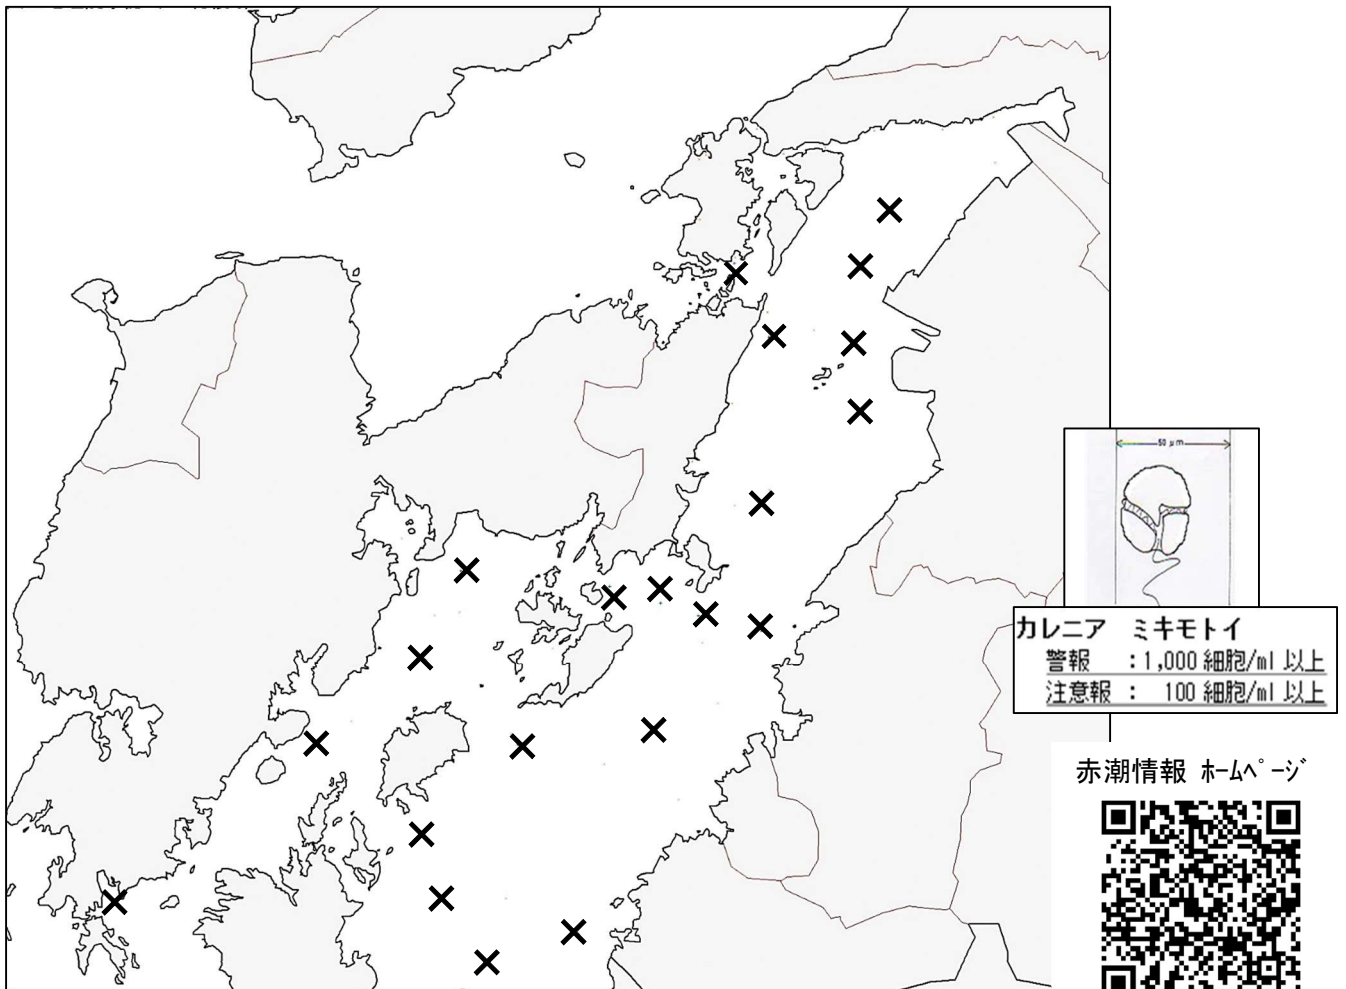 50 μm
カレニア ミキモトイ
警報 :1,000 細胞/ml 以上
注意報 : 100 細胞/ml 以上
赤潮情報 ホームページ